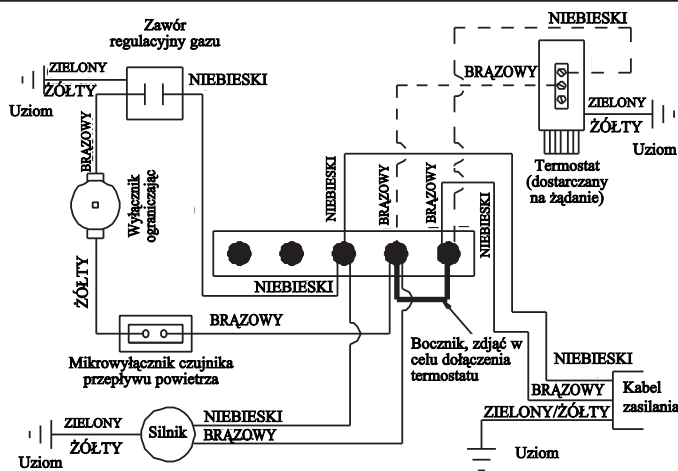 Zawór
regulacyjny gazu
ZIELONY
ŻÓŁTY
Uziom
NIEBIESKI
BRĄZOWY
Wyłącznik
ograniczając
ŻÓŁTY
NIEBIESKI
BRĄZOWY
ZIELONY
ŻÓŁTY
Uziom
Termostat
(dostarczany
na żądanie)
NIEBIESKI
BRĄZOWY
BRĄZOWY
NIEBIESKI
NIEBIESKI
BRĄZOWY
Mikrowyłącznik czujnika
przepływu powietrza
Bocznik, zdjąć w
celu dołączenia
termostatu
NIEBIESKI
BRĄZOWY
ZIELONY/ŻÓŁTY
Kabel
zasilania
Uziom
ZIELONY
ŻÓŁTY
Uziom
Silnik
NIEBIESKI
BRĄZOWY